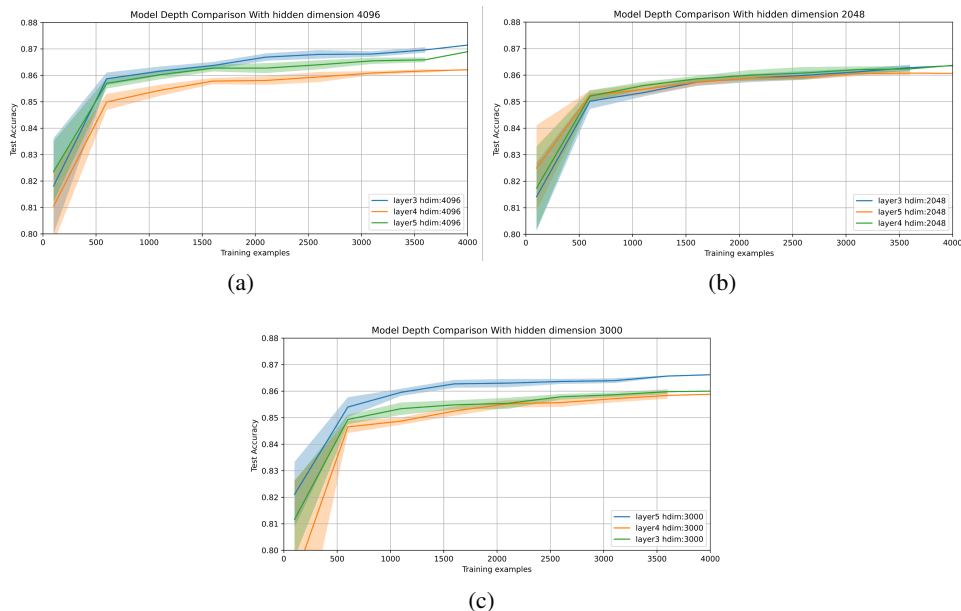 Model Depth Comparison With hidden dimension 4096
0.88
0.87
0.86
0.85
0.84
0.83
0.82
0.81
0.80
Test Accuracy
layer3 hdim:4096
layer4 hdim:4096
layer5 hdim:4096
0 500 1000 1500 2000 2500 3000 3500 4000
Training examples
(a)
Model Depth Comparison With hidden dimension 2048
0.88
0.87
0.86
0.85
0.84
0.83
0.82
0.81
0.80
Test Accuracy
layer3 hdim:2048
layer5 hdim:2048
layer4 hdim:2048
0 500 1000 1500 2000 2500 3000 3500 4000
Training examples
(b)
Model Depth Comparison With hidden dimension 3000
0.88
0.87
0.86
0.85
0.84
0.83
0.82
0.81
0.80
Test Accuracy
layer5 hdim:3000
layer4 hdim:3000
layer3 hdim:3000
0 500 1000 1500 2000 2500 3000 3500 4000
Training examples
(c)